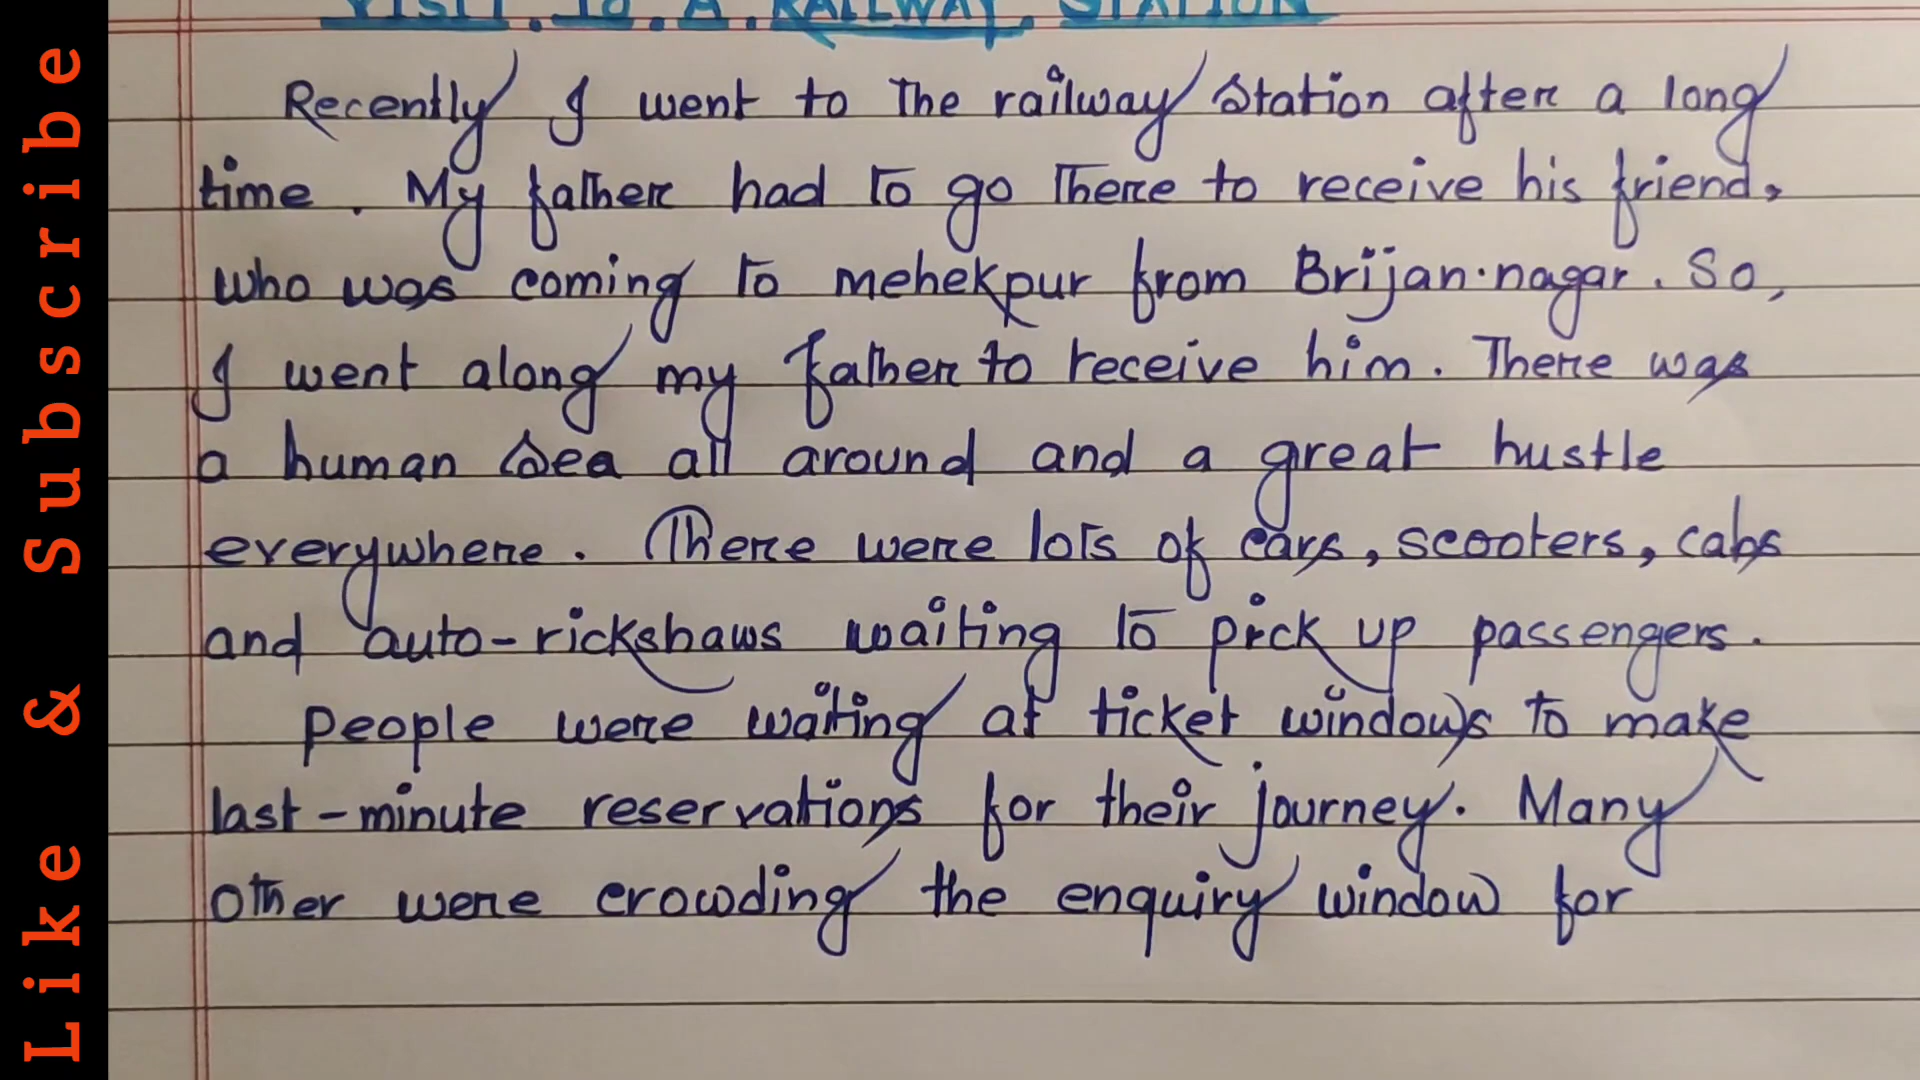 VISIT. TO. A. RAILWAY. STATION
Recently I went to The railway Station after a long
time. My father had to go There to receive his friend,
who was coming to mehekpur from Brijan.nagar. So,
I went along my father to receive him. There was
a human Sea all around and a great hustle
everywhere. There were lots of cars, scooters, cabs
and auto-rickshaws waiting to pick up passengers.
People were waiting at ticket windows to make
last-minute reservations for their journey. Many
other were crowding the enquiry window for
Like & Subscribe